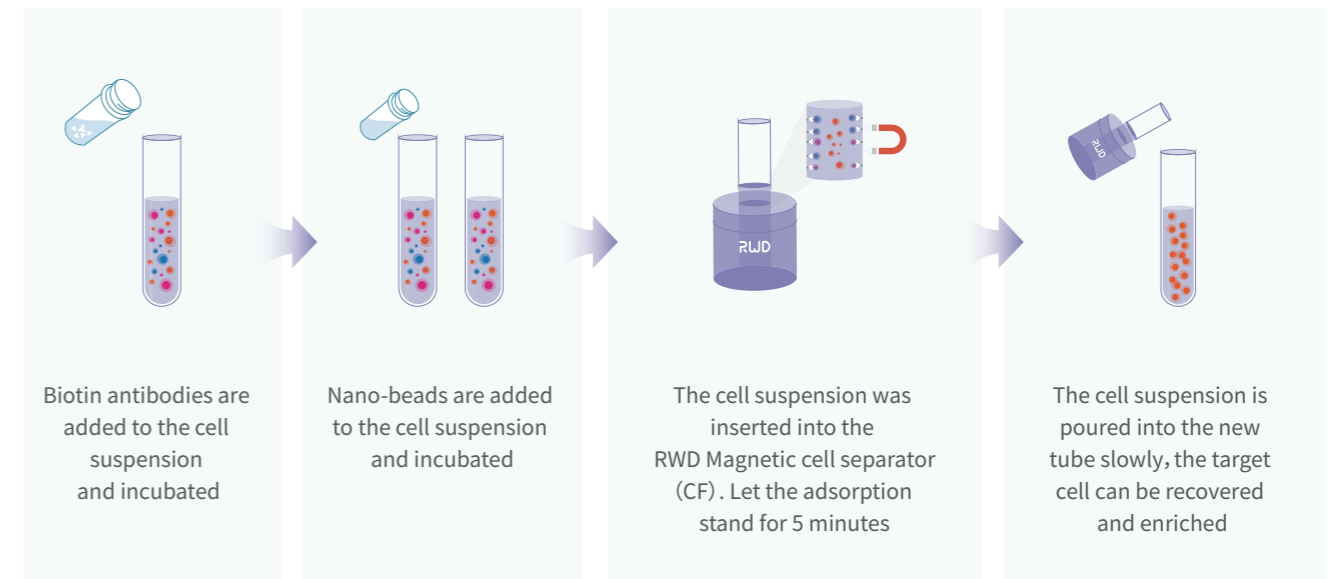 Biotin antibodies are
added to the cell
suspension
and incubated
Nano-beads are added
to the cell suspension
and incubated
RWD
The cell suspension was
inserted into the
RWD Magnetic cell separator
(CF). Let the adsorption
stand for 5 minutes
RWD
The cell suspension is
poured into the new
tube slowly, the target
cell can be recovered
and enriched